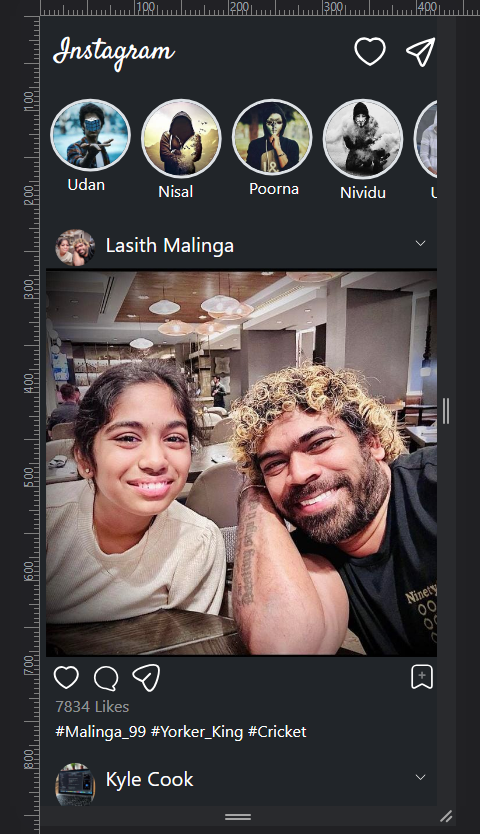 100 200 300 400
Instagram
100
Udan Nisal Poorna Nividu U
200
Lasith Malinga
300
400
500
600
Ninety
700
7834 Likes
#Malinga_99 #Yorker_King #Cricket
Kyle Cook
800